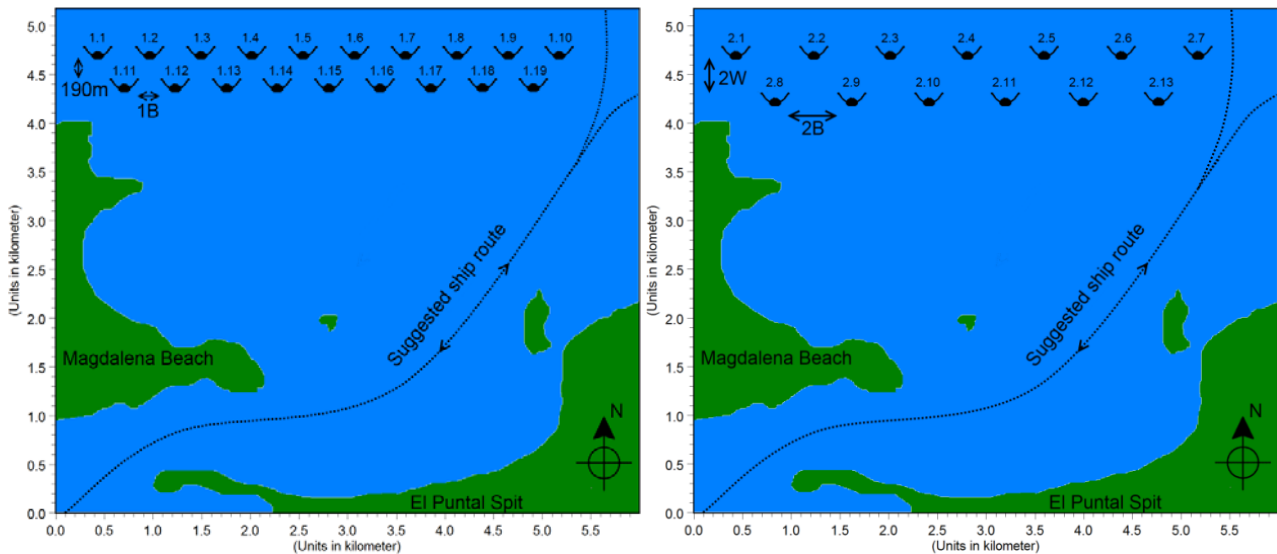 1.1 1.2 1.3 1.4 1.5 1.6 1.7 1.8 1.9 1.10
1.11 1.12 1.13 1.14 1.15 1.16 1.17 1.18 1.19
190m
1B
Suggested ship route
Magdalena Beach
N
El Puntal Spit
5.0
4.5
4.0
3.5
3.0
2.5
2.0
1.5
1.0
0.5
0.0
(Units in kilometer)
0.0 0.5 1.0 1.5 2.0 2.5 3.0 3.5 4.0 4.5 5.0 5.5
(Units in kilometer)
2.1 2.2 2.3 2.4 2.5 2.6 2.7
2.8 2.9 2.10 2.11 2.12 2.13
2W
2B
Suggested ship route
Magdalena Beach
N
El Puntal Spit
5.0
4.5
4.0
3.5
3.0
2.5
2.0
1.5
1.0
0.5
0.0
(Units in kilometer)
0.0 0.5 1.0 1.5 2.0 2.5 3.0 3.5 4.0 4.5 5.0 5.5
(Units in kilometer)